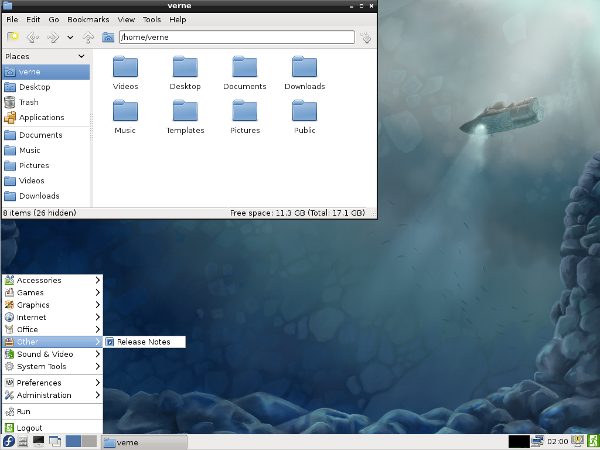 verne
File Edit Go Bookmarks View Tools Help
/home/verne
Places
verne
Desktop
Trash
Applications
Documents
Music
Pictures
Videos
Downloads
Videos Desktop Documents Downloads
Music Templates Pictures Public
8 items (26 hidden) Free space: 11.3 GB (Total: 17.1 GB)
Accessories
Games
Graphics
Internet
Office
Other
Release Notes
Sound & Video
System Tools
Preferences
Administration
Run
Logout
verne 02:00